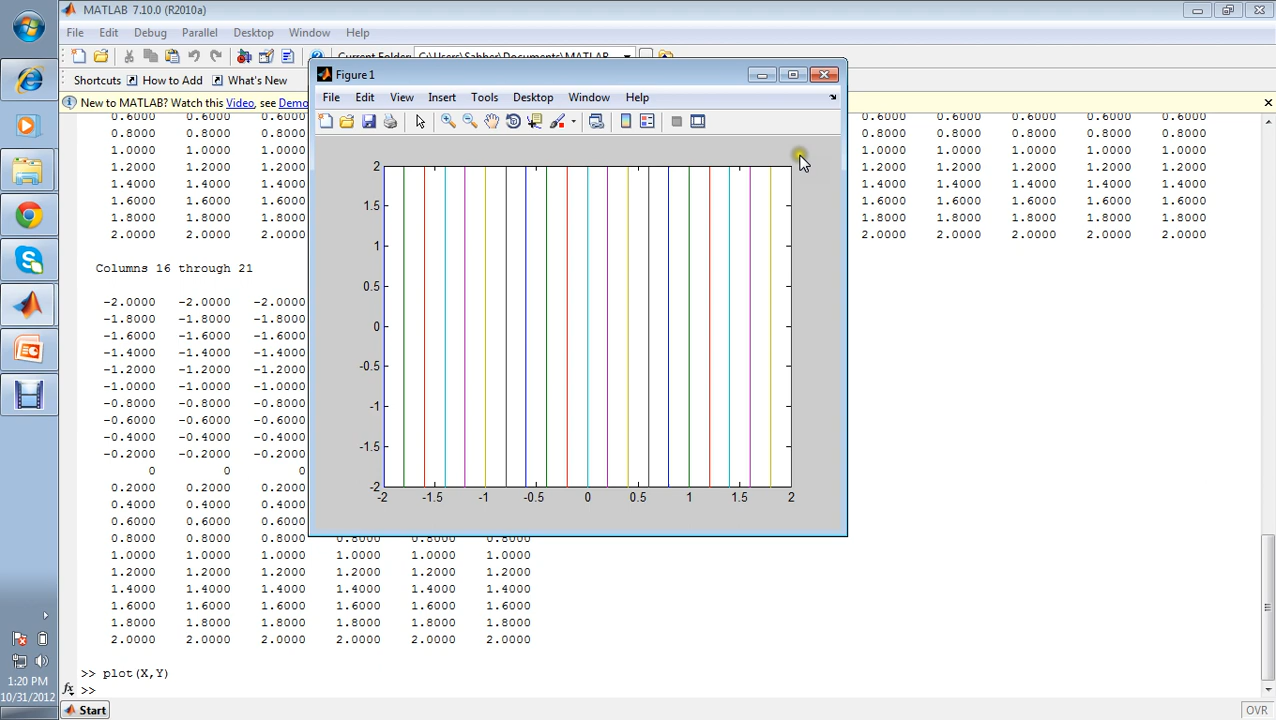 MATLAB 7.10.0 (R2010a)
File Edit Debug Parallel Desktop Window Help
Current Folder: C:\Users\Sabber\Documents\MATLAB
Shortcuts How to Add What's New
New to MATLAB? Watch this Video, see Demo
0.6000 0.6000 0.6000 0.6000 0.6000 0.6000 0.6000 0.6000
0.8000 0.8000 0.8000 0.8000 0.8000 0.8000 0.8000 0.8000
1.0000 1.0000 1.0000 1.0000 1.0000 1.0000 1.0000 1.0000
1.2000 1.2000 1.2000 1.2000 1.2000 1.2000 1.2000 1.2000
1.4000 1.4000 1.4000 1.4000 1.4000 1.4000 1.4000 1.4000
1.6000 1.6000 1.6000 1.6000 1.6000 1.6000 1.6000 1.6000
1.8000 1.8000 1.8000 1.8000 1.8000 1.8000 1.8000 1.8000
2.0000 2.0000 2.0000 2.0000 2.0000 2.0000 2.0000 2.0000
Columns 16 through 21
-2.0000 -2.0000 -2.0000
-1.8000 -1.8000 -1.8000
-1.6000 -1.6000 -1.6000
-1.4000 -1.4000 -1.4000
-1.2000 -1.2000 -1.2000
-1.0000 -1.0000 -1.0000
-0.8000 -0.8000 -0.8000
-0.6000 -0.6000 -0.6000
-0.4000 -0.4000 -0.4000
-0.2000 -0.2000 -0.2000
0 0 0
0.2000 0.2000 0.2000
0.4000 0.4000 0.4000
0.6000 0.6000 0.6000
0.8000 0.8000 0.8000 0.8000 0.8000 0.8000
1.0000 1.0000 1.0000 1.0000 1.0000 1.0000
1.2000 1.2000 1.2000 1.2000 1.2000 1.2000
1.4000 1.4000 1.4000 1.4000 1.4000 1.4000
1.6000 1.6000 1.6000 1.6000 1.6000 1.6000
1.8000 1.8000 1.8000 1.8000 1.8000 1.8000
2.0000 2.0000 2.0000 2.0000 2.0000 2.0000
>> plot(X,Y)
fx >>
Figure 1
File Edit View Insert Tools Desktop Window Help
2
1.5
1
0.5
0
-0.5
-1
-1.5
-2
-2 -1.5 -1 -0.5 0 0.5 1 1.5 2
1:20 PM
10/31/2012
Start
OVR